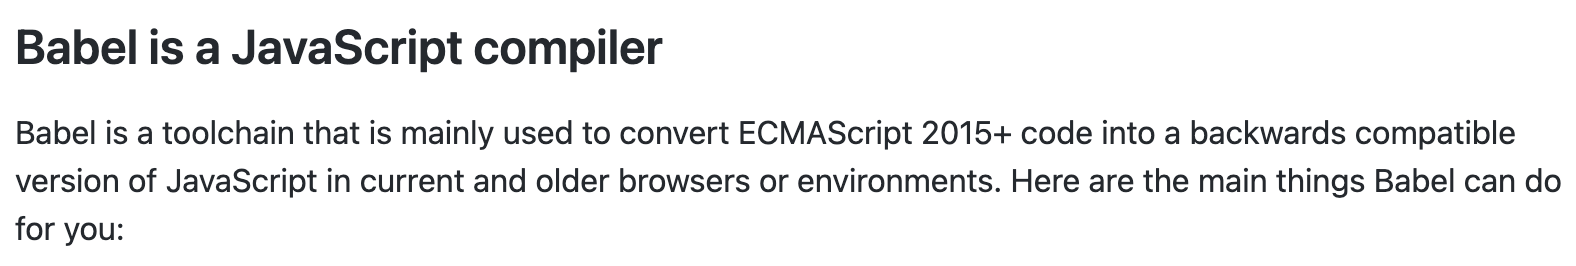 Babel is a JavaScript compiler
Babel is a toolchain that is mainly used to convert ECMAScript 2015+ code into a backwards compatible
version of JavaScript in current and older browsers or environments. Here are the main things Babel can do
for you: